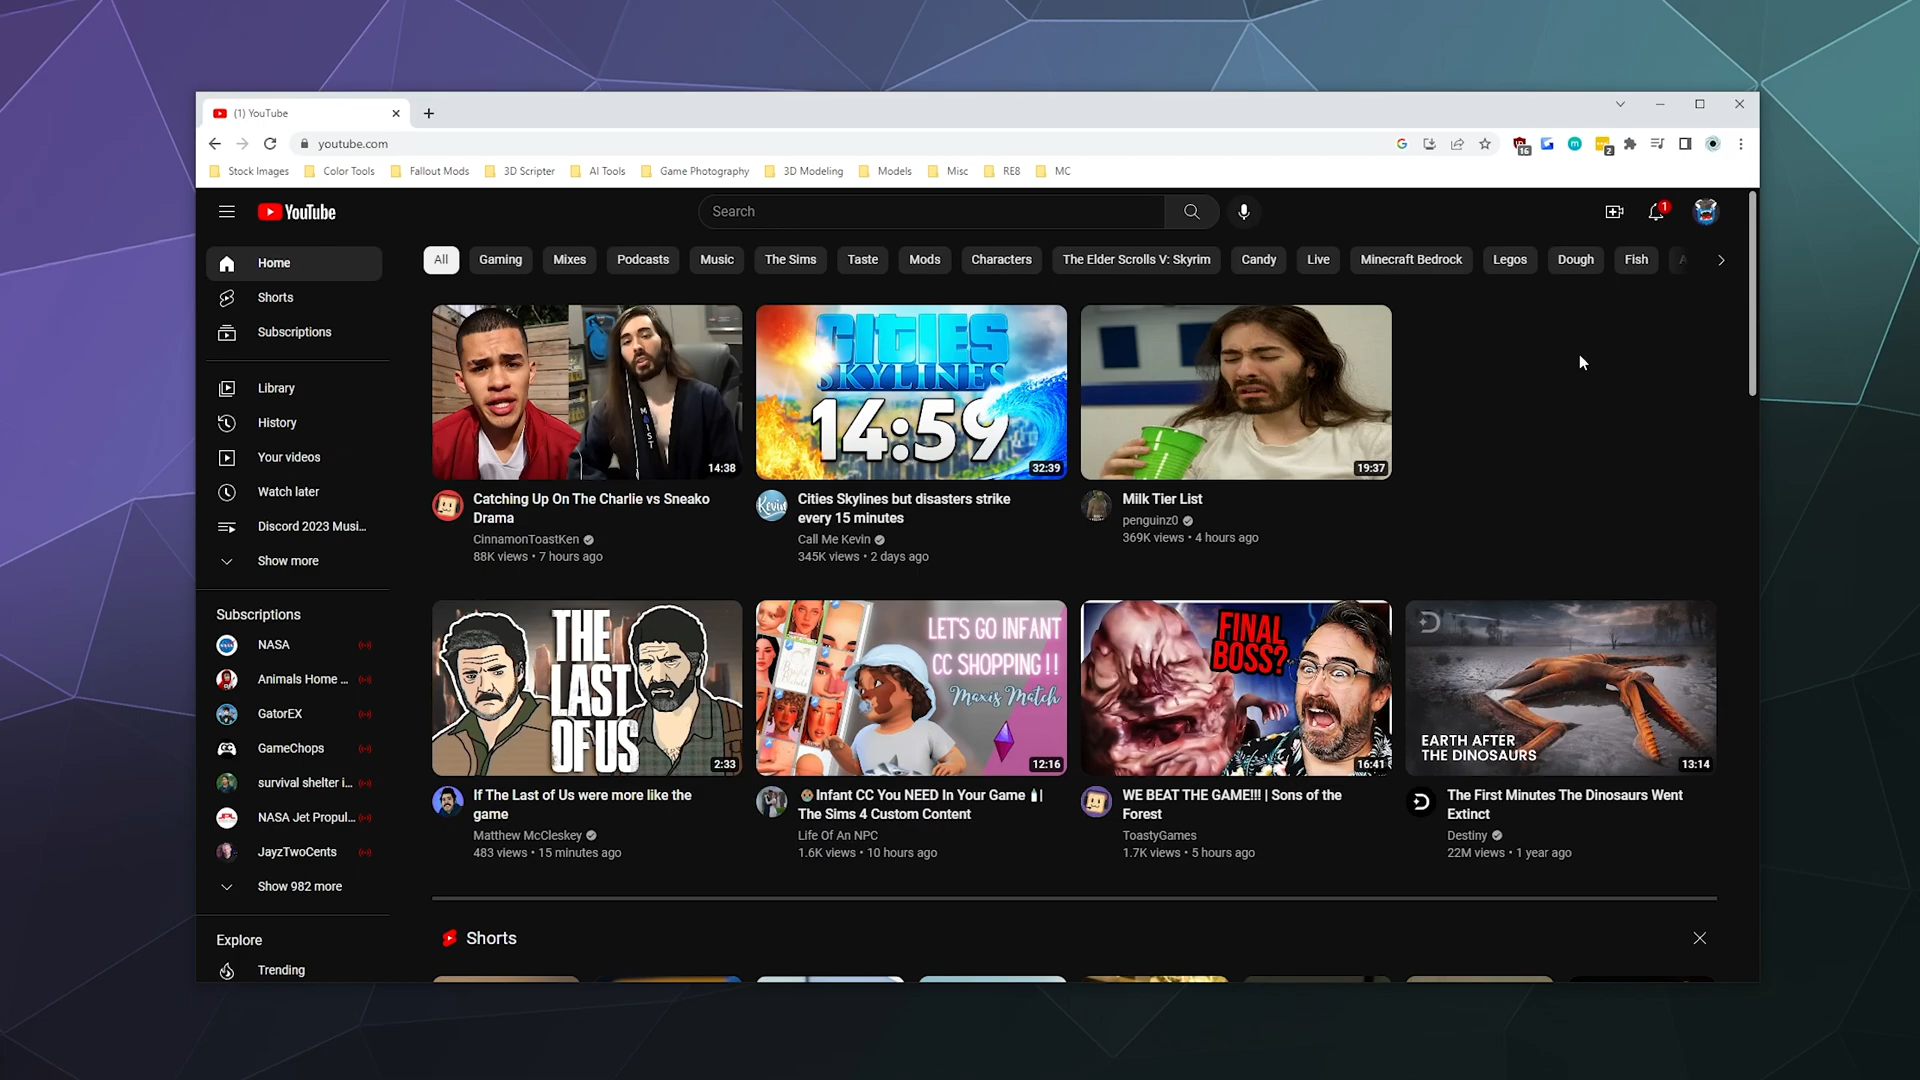 (1) YouTube
youtube.com
16
2
Stock Images Color Tools Fallout Mods 3D Scripter AI Tools Game Photography 3D Modeling Models Misc RE8 MC
YouTube
Search
1
All Gaming Mixes Podcasts Music The Sims Taste Mods Characters The Elder Scrolls V: Skyrim Candy Live Minecraft Bedrock Legos Dough Fish
Home
Shorts
Subscriptions
Library
History
Your videos
Watch later
Discord 2023 Musi...
Show more
Subscriptions
NASA
Animals Home ...
GatorEX
GameChops
survival shelter i...
NASA Jet Propul...
JayzTwoCents
Show 982 more
Explore
Trending
14:38
Catching Up On The Charlie vs Sneako
Drama
CinnamonToastKen
88K views • 7 hours ago
CITIES
SKYLINES
14:59
32:39
Kevin
Cities Skylines but disasters strike
every 15 minutes
Call Me Kevin
345K views • 2 days ago
19:37
Milk Tier List
penguinz0
369K views • 4 hours ago
THE
LAST
OF US
2:33
If The Last of Us were more like the
game
Matthew McCleskey
483 views • 15 minutes ago
LET'S GO INFANT
CC SHOPPING!!
Maxis Match
12:16
Infant CC You NEED In Your Game |
The Sims 4 Custom Content
Life Of An NPC
1.6K views • 10 hours ago
FINAL
BOSS?
16:41
WE BEAT THE GAME!!! | Sons of the
Forest
ToastyGames
1.7K views • 5 hours ago
EARTH AFTER
THE DINOSAURS
13:14
The First Minutes The Dinosaurs Went
Extinct
Destiny
22M views • 1 year ago
Shorts